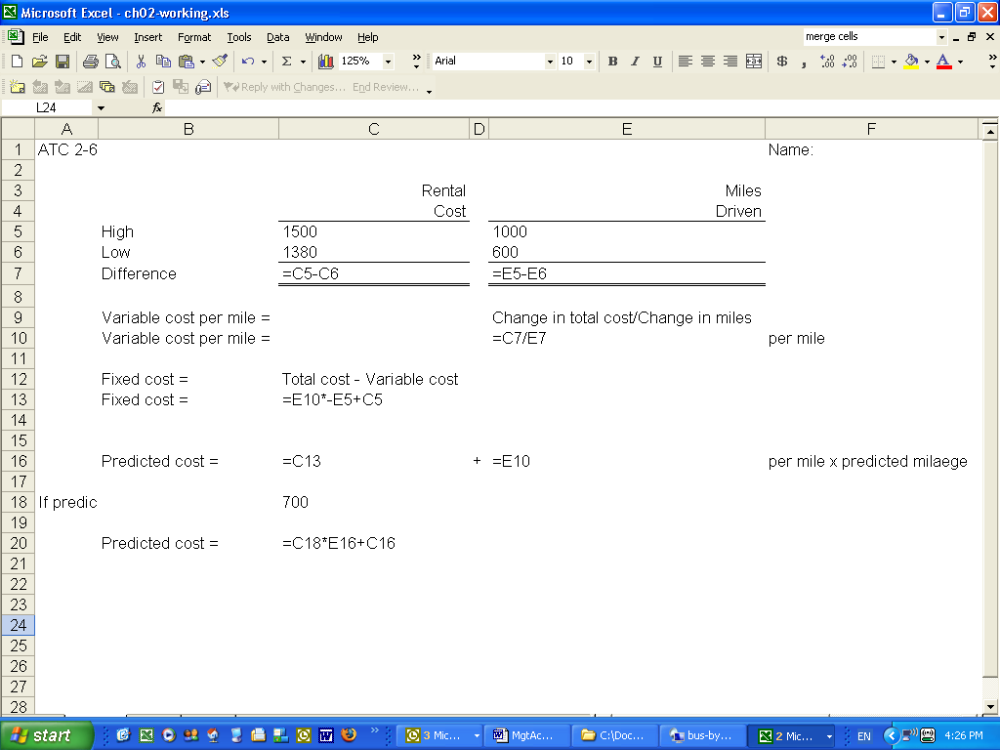 Microsoft Excel - ch02-working.xls
File Edit View Insert Format Tools Data Window Help merge cells
125% Arial 10 B I U $ ,
Reply with Changes... End Review...
L24 fx
A B C D E F
1 ATC 2-6 Name:
2
3 Rental Miles
4 Cost Driven
5 High 1500 1000
6 Low 1380 600
7 Difference =C5-C6 =E5-E6
8
9 Variable cost per mile = Change in total cost/Change in miles
10 Variable cost per mile = =C7/E7 per mile
11
12 Fixed cost = Total cost - Variable cost
13 Fixed cost = =E10*-E5+C5
14
15
16 Predicted cost = =C13 + =E10 per mile x predicted milaege
17
18 If predic 700
19
20 Predicted cost = =C18*E16+C16
21
22
23
24
25
26
27
28
start 3 Mic... MgtAc... C:\Doc... bus-by... 2 Mic... EN 4:26 PM